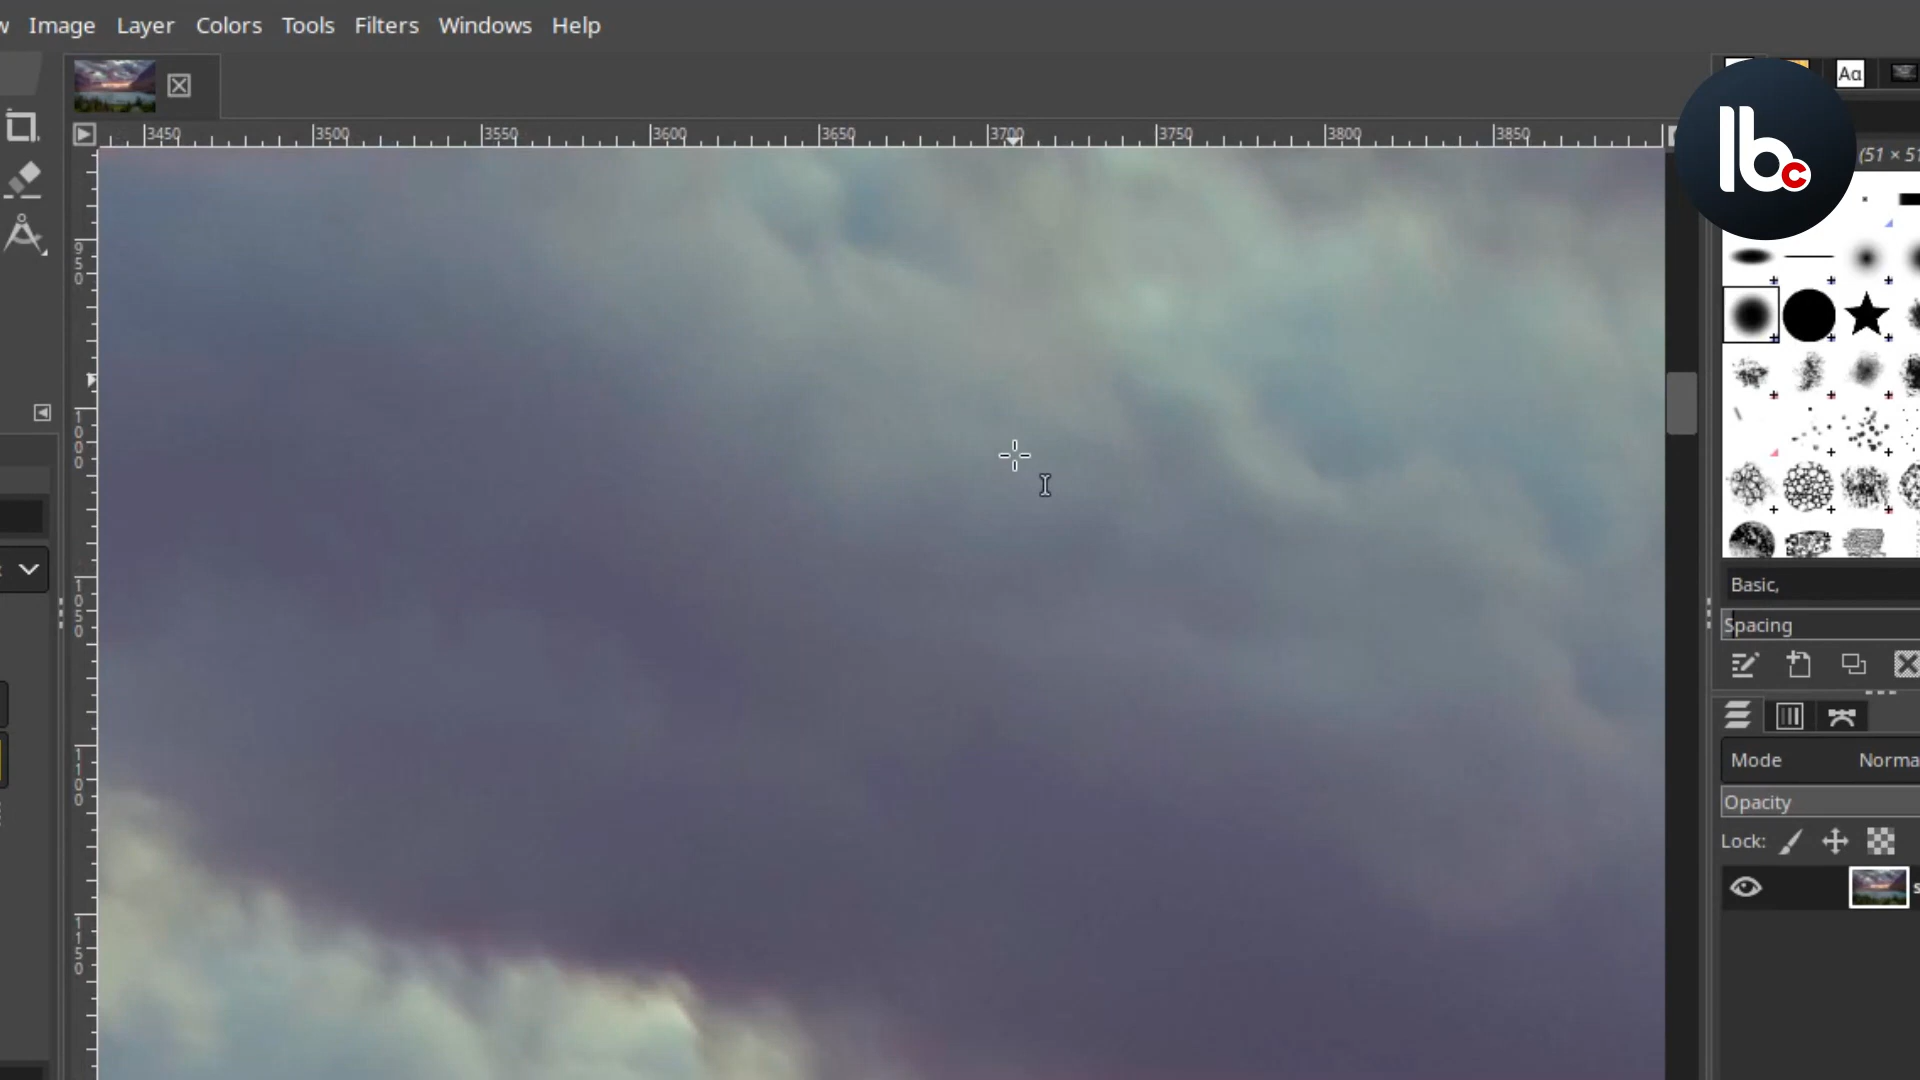 Image Layer Colors Tools Filters Windows Help
Aa
lbc
3450 3500 3550 3600 3650 3700 3750 3800 3850
(51 × 51
950
1000
1050
1100
1150
Basic,
Spacing
Mode Norma
Opacity
Lock: